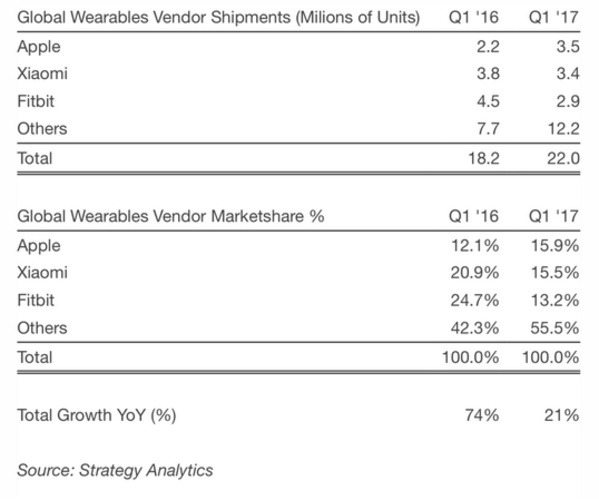 Global Wearables Vendor Shipments (Milions of Units) Q1 '16 Q1 '17
Apple 2.2 3.5
Xiaomi 3.8 3.4
Fitbit 4.5 2.9
Others 7.7 12.2
Total 18.2 22.0
Global Wearables Vendor Marketshare % Q1 '16 Q1 '17
Apple 12.1% 15.9%
Xiaomi 20.9% 15.5%
Fitbit 24.7% 13.2%
Others 42.3% 55.5%
Total 100.0% 100.0%
Total Growth YoY (%) 74% 21%
Source: Strategy Analytics